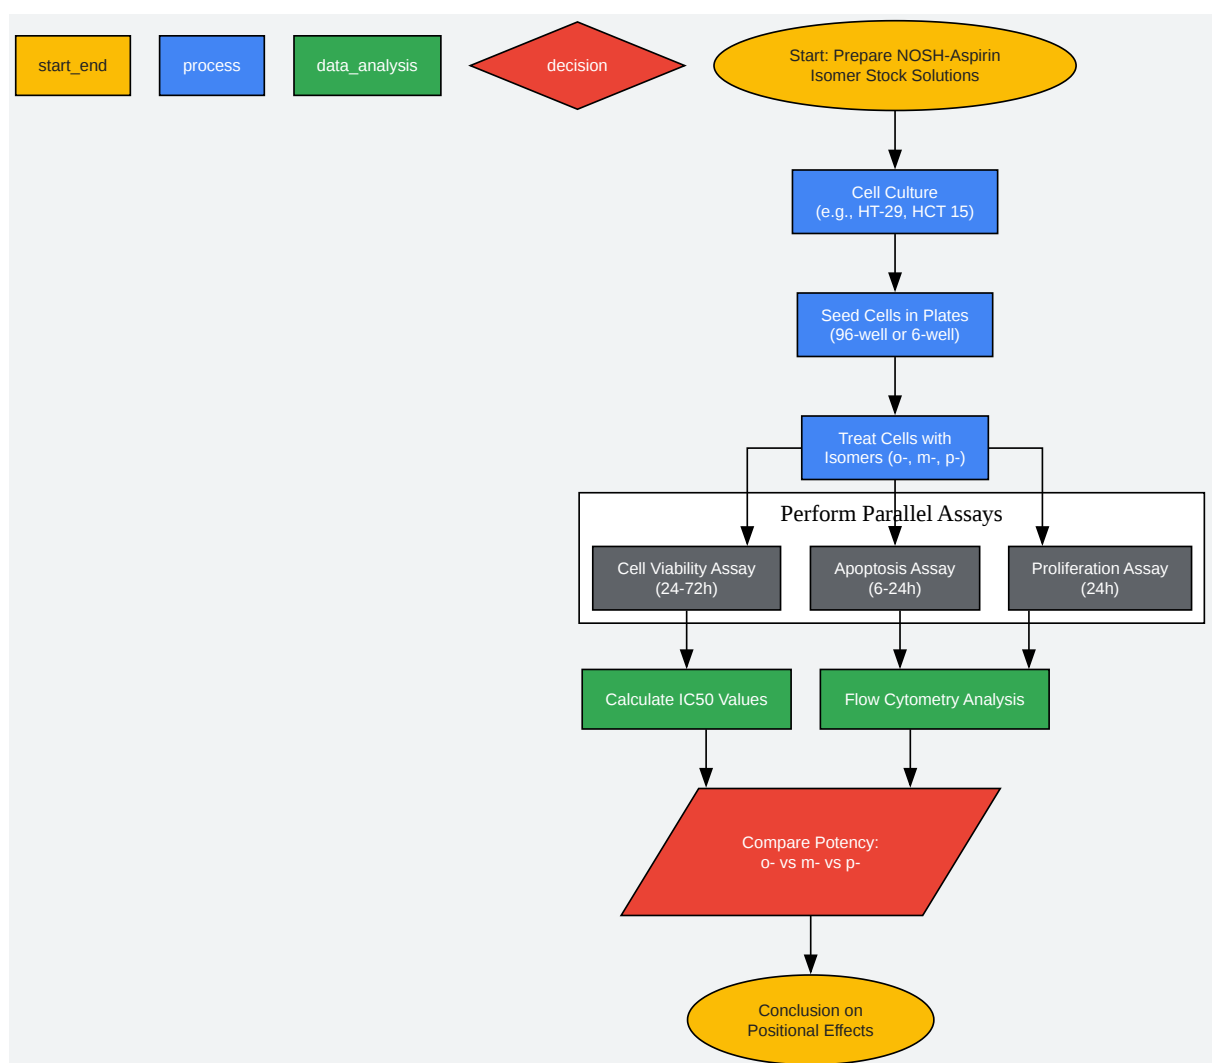 start_end
process
data_analysis
decision
Start: Prepare NOSH-Aspirin
Isomer Stock Solutions
Cell Culture
(e.g., HT-29, HCT 15)
Seed Cells in Plates
(96-well or 6-well)
Treat Cells with
Isomers (o-, m-, p-)
Perform Parallel Assays
Cell Viability Assay
(24-72h)
Apoptosis Assay
(6-24h)
Proliferation Assay
(24h)
Calculate IC50 Values
Flow Cytometry Analysis
Compare Potency:
o- vs m- vs p-
Conclusion on
Positional Effects